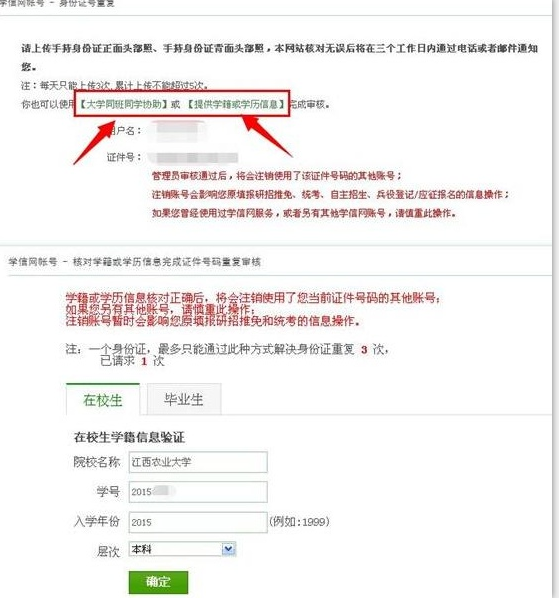 学信网帐号 - 身份证号重复
请上传手持身份证正面头部照、手持身份证背面头部照，本网站核对无误后将在三个工作日内通过电话或者邮件通知
您。
注：每天只能上传3次,累计上传不能超过5次。
你也可以使用【大学同班同学协助】或 【提供学籍或学历信息】完成审核。
用户名：
证件号：
管理员审核通过后，将会注销使用了该证件号码的其他账号；
注销账号会影响您原填报研招推免、统考、自主招生、兵役登记/应征报名的信息操作；
如果您曾经使用过学信网服务，或者另有其他学信网账号，请慎重此操作。
学信网帐号 - 核对学籍或学历信息完成证件号码重复审核
学籍或学历信息核对正确后，将会注销使用了您当前证件号码的其他账号；
如果您另有其他账号，请慎重此操作；
注销账号暂时会影响您原填报研招推免和统考的信息操作。
注：一个身份证，最多只能通过此种方式解决身份证重复 3 次，
已请求 1 次
在校生 毕业生
在校生学籍信息验证
院校名称 江西农业大学
学号 2015
入学年份 2015 (例如:1999)
层次 本科
确定